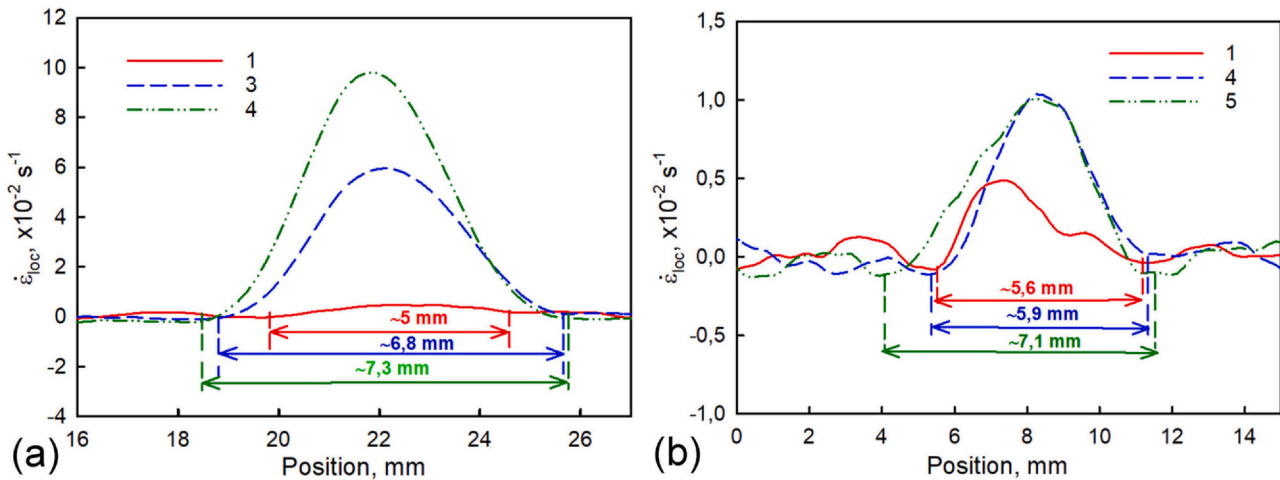 12
10
8
6
4
2
0
-2
-4
ε̇loc, x10-2 s-1
1
3
4
~5 mm
~6,8 mm
~7,3 mm
16 18 20 22 24 26
Position, mm
(a)
1,5
1,0
0,5
0,0
-0,5
-1,0
ε̇loc, x10-2 s-1
1
4
5
~5,6 mm
~5,9 mm
~7,1 mm
0 2 4 6 8 10 12 14
Position, mm
(b)